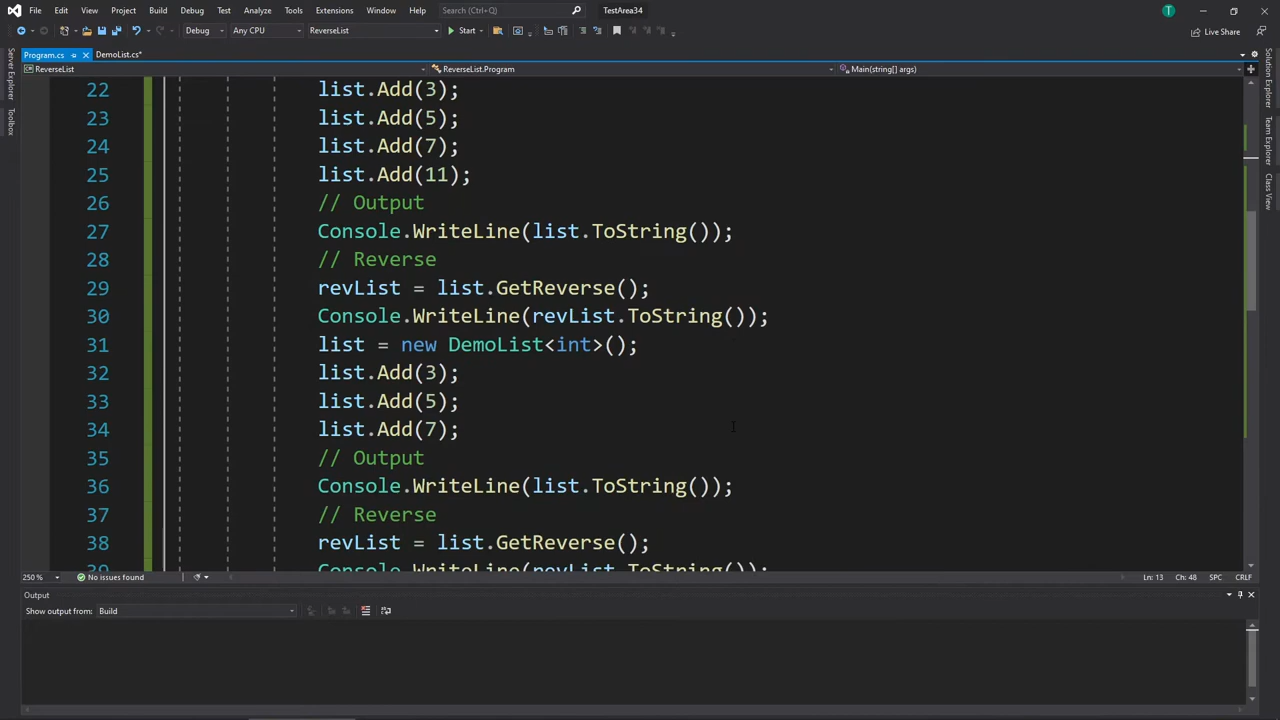 File Edit View Project Build Debug Test Analyze Tools Extensions Window Help Search (Ctrl+Q) TestArea34 T
Debug Any CPU ReverseList Start Live Share
Program.cs DemoList.cs*
ReverseList ReverseList.Program Main(string[] args)
Server Explorer
Toolbox
Solution Explorer
Team Explorer
Class View
22 list.Add(3);
23 list.Add(5);
24 list.Add(7);
25 list.Add(11);
26 // Output
27 Console.WriteLine(list.ToString());
28 // Reverse
29 revList = list.GetReverse();
30 Console.WriteLine(revList.ToString());
31 list = new DemoList<int>();
32 list.Add(3);
33 list.Add(5);
34 list.Add(7);
35 // Output
36 Console.WriteLine(list.ToString());
37 // Reverse
38 revList = list.GetReverse();
39 Console.WriteLine(revList.ToString());
250 % No issues found Ln: 13 Ch: 48 SPC CRLF
Output
Show output from: Build